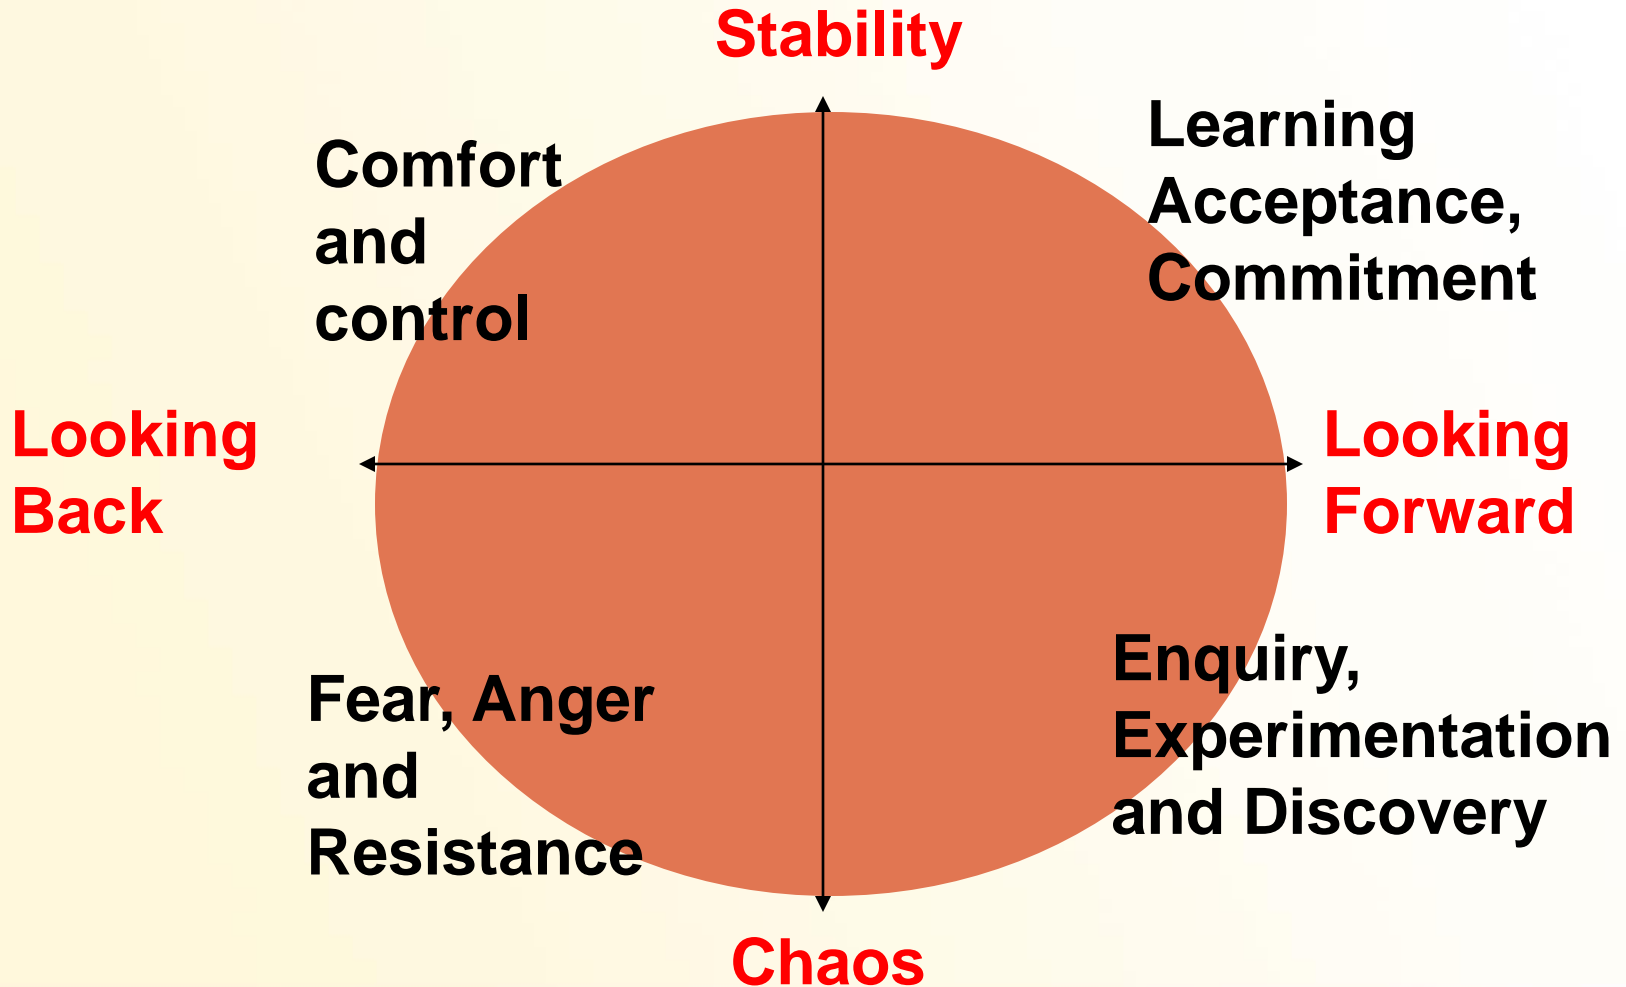 Stability
Comfort
and
control
Learning
Acceptance,
Commitment
Looking
Back
Looking
Forward
Fear, Anger
and
Resistance
Enquiry,
Experimentation
and Discovery
Chaos